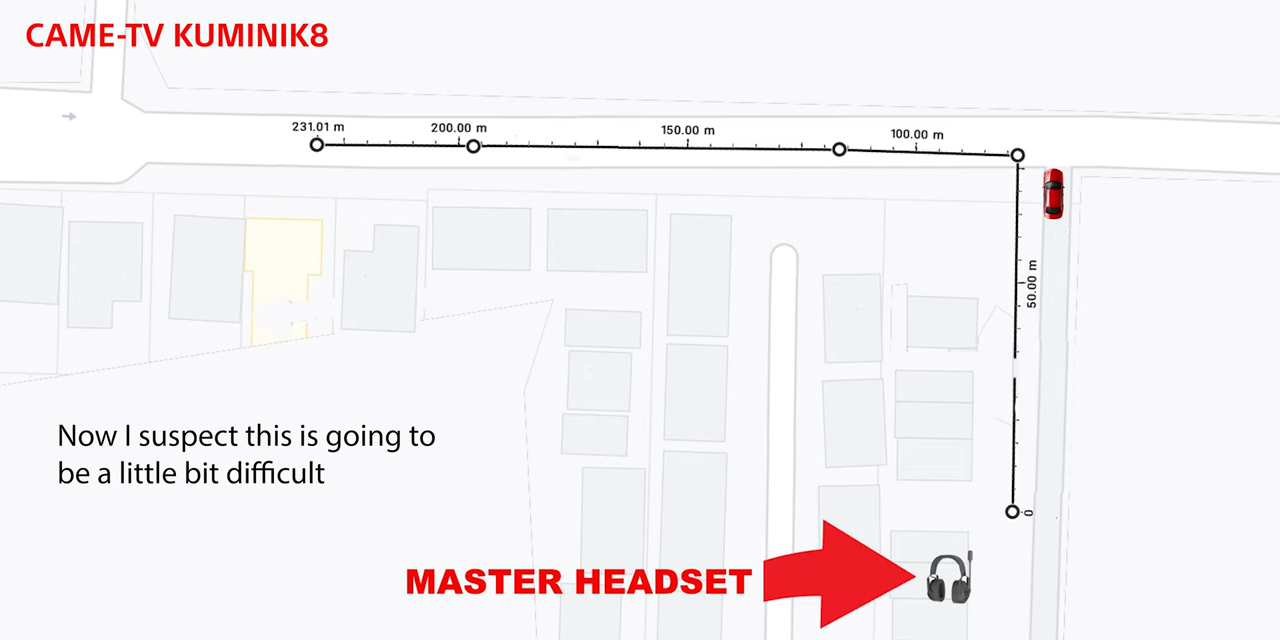 CAME-TV KUMINIK8
231.01 m
200.00 m
150.00 m
100.00 m
50.00 m
0
Now I suspect this is going to
be a little bit difficult
MASTER HEADSET